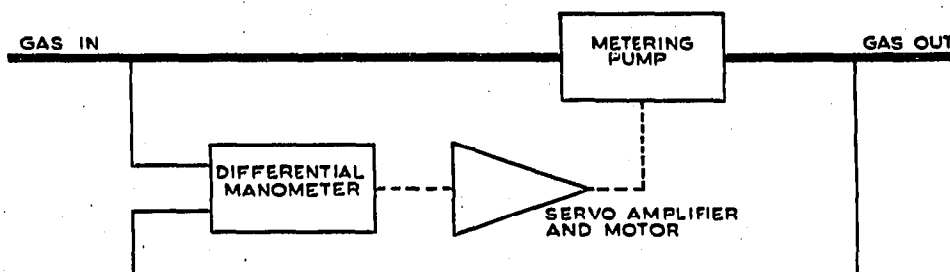 GAS IN
METERING
PUMP
GAS OUT
DIFFERENTIAL
MANOMETER
SERVO AMPLIFIER
AND MOTOR